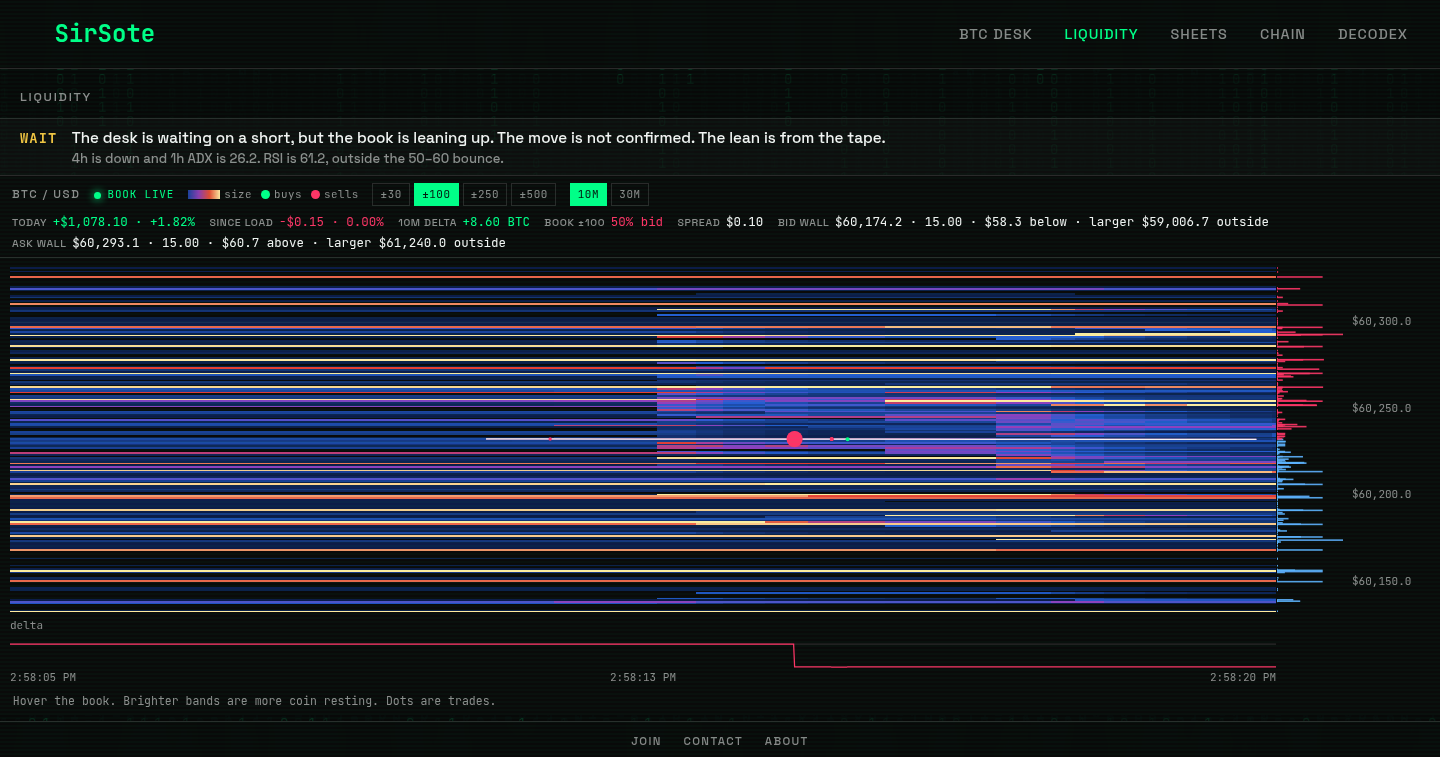 SirSote
BTC DESK LIQUIDITY SHEETS CHAIN DECODEX
LIQUIDITY
WAIT The desk is waiting on a short, but the book is leaning up. The move is not confirmed. The lean is from the tape.
4h is down and 1h ADX is 26.2. RSI is 61.2, outside the 50–60 bounce.
BTC / USD BOOK LIVE size buys sells ±30 ±100 ±250 ±500 10M 30M
TODAY +$1,078.10 · +1.82% SINCE LOAD -$0.15 · 0.00% 10M DELTA +8.60 BTC BOOK ±100 50% bid SPREAD $0.10 BID WALL $60,174.2 · 15.00 · $58.3 below · larger $59,006.7 outside
ASK WALL $60,293.1 · 15.00 · $60.7 above · larger $61,240.0 outside
$60,300.0
$60,250.0
$60,200.0
$60,150.0
delta
2:58:05 PM 2:58:13 PM 2:58:20 PM
Hover the book. Brighter bands are more coin resting. Dots are trades.
JOIN CONTACT ABOUT